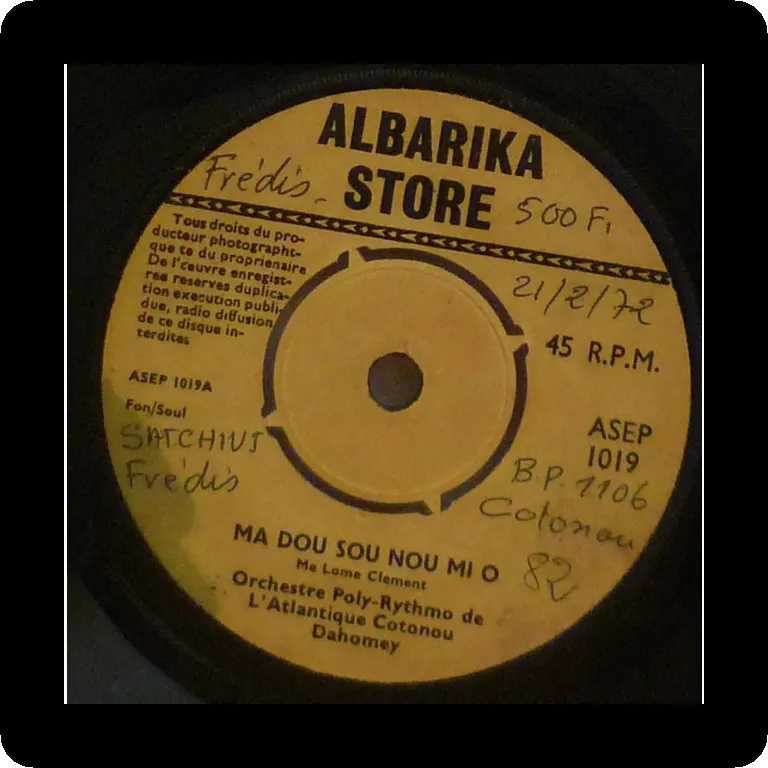 ALBARIKA
STORE
Frédis.
500 F,
21/2/72
Tous droits du pro-
ducteur photographt-
que te du proprienaire
De l'œuvre enregist-
ree reserves duplica-
tion execution publi-
due, radio diffusion
de ce disque in-
terdites
45 R.P.M.
ASEP 1019A
Fon/Soul
ASEP
1019
SATCHIVI
Frédis
B.P. 1106
Cotonou
82
MA DOU SOU NOU MI O
Me Lome Clement
Orchestre Poly-Rythmo de
L'Atlantique Cotonou
Dahomey